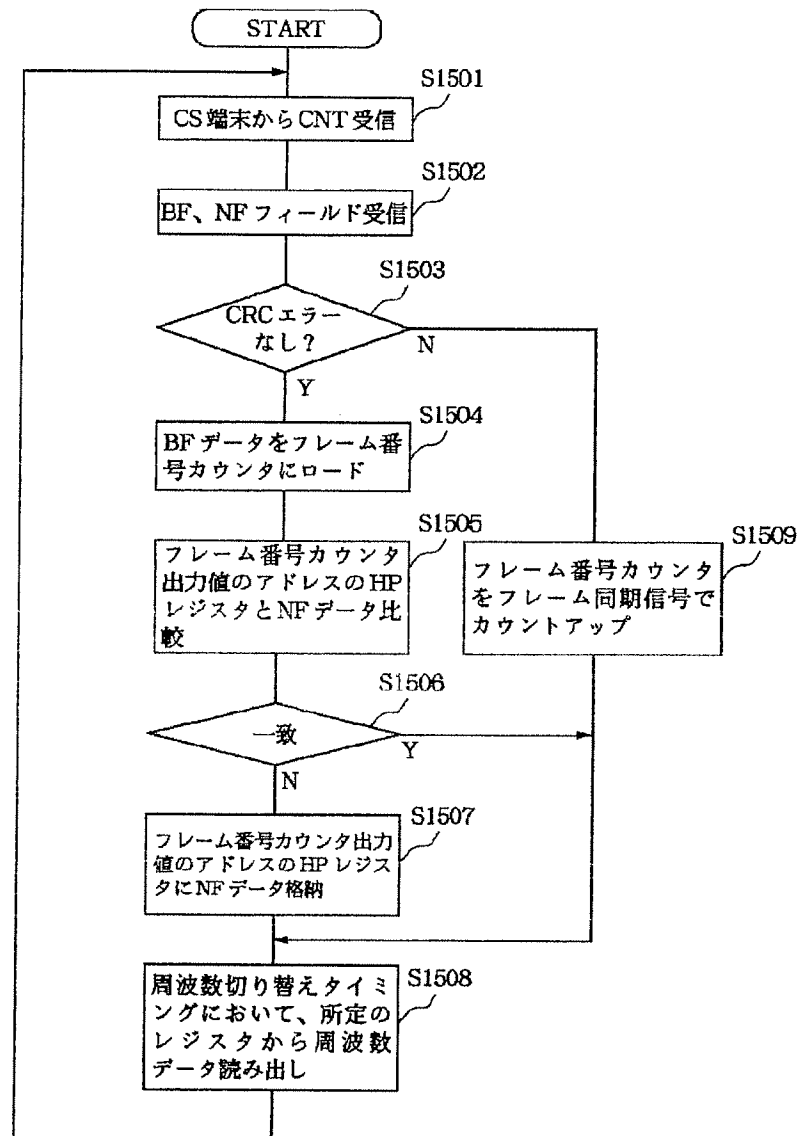 START
S1501
CS端末からCNT受信
S1502
BF、NFフィールド受信
S1503
CRCエラー
なし?
N
Y
S1504
BFデータをフレーム番
号カウンタにロード
S1505
フレーム番号カウンタ
出力値のアドレスのHP
レジスタとNFデータ比
較
S1509
フレーム番号カウンタ
をフレーム同期信号で
カウントアップ
S1506
一致
Y
N
S1507
フレーム番号カウンタ出力
値のアドレスのHPレジス
タにNFデータ格納
S1508
周波数切り替えタイミ
ングにおいて、所定の
レジスタから周波数
データ読み出し